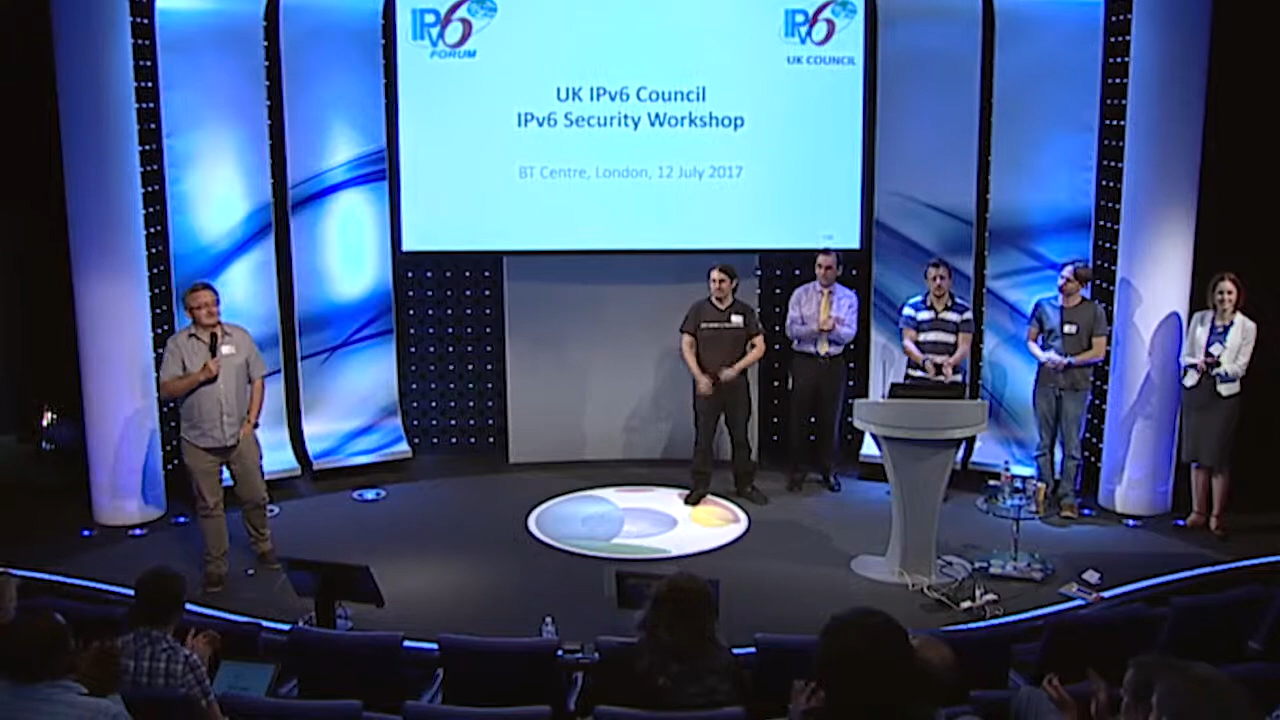 IPv6
FORUM
IPv6
UK COUNCIL
UK IPv6 Council
IPv6 Security Workshop
BT Centre, London, 12 July 2017